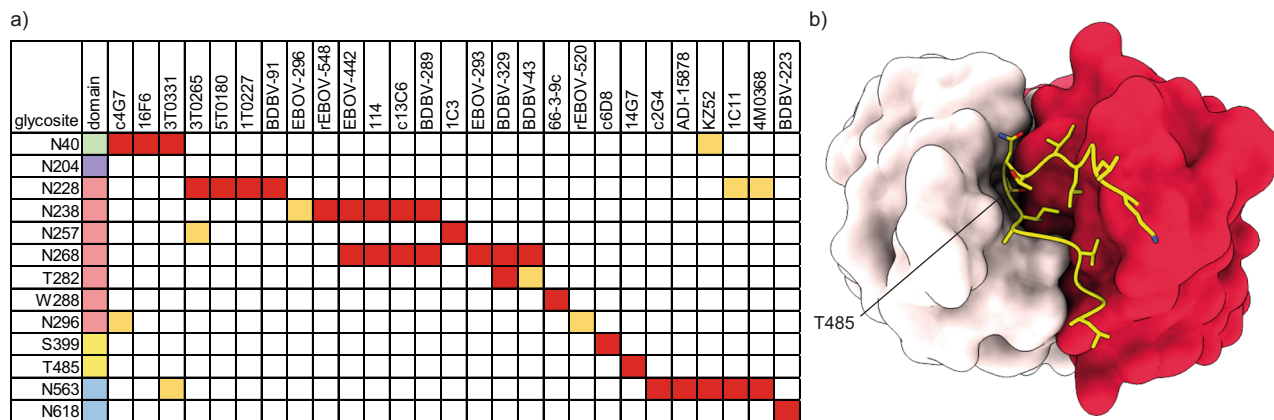 a)
b)
glycosite
domain
c4G7
16F6
3T0331
3T0265
5T0180
1T0227
BDBV-91
EBOV-296
rEBOV-548
EBOV-442
114
c13C6
BDBV-289
1C3
EBOV-293
BDBV-329
BDBV-43
66-3-9c
rEBOV-520
c6D8
14G7
c2G4
ADI-15878
KZ52
1C11
4M0368
BDBV-223
N40
N204
N228
N238
N257
N268
T282
W288
N296
S399
T485
N563
N618
T485